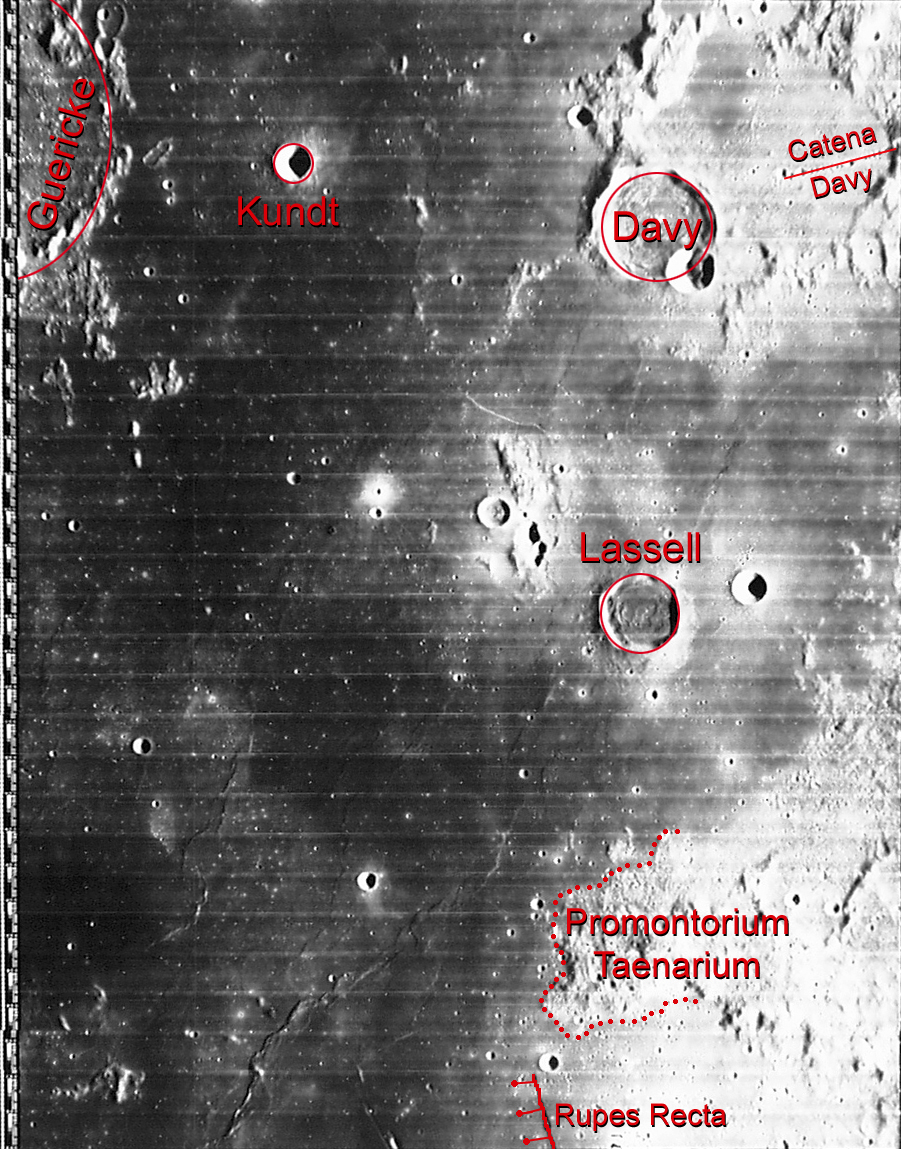 Guericke
Kundt
Catena
Davy
Davy
Lassell
Promontorium
Taenarium
Rupes Recta